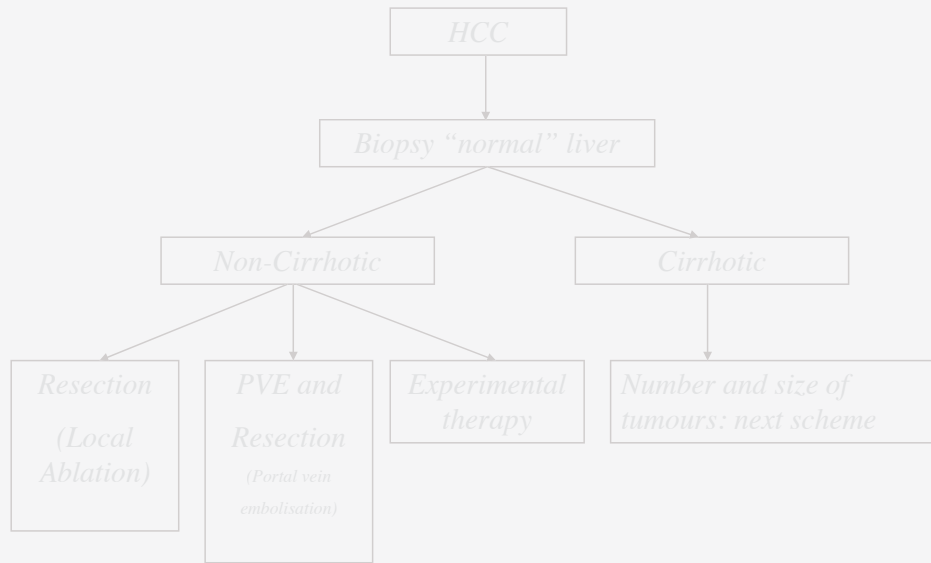 HCC
Biopsy “normal” liver
Non-Cirrhotic
Cirrhotic
Resection
(Local
Ablation)
PVE and
Resection
(Portal vein
embolisation)
Experimental
therapy
Number and size of
tumours: next scheme